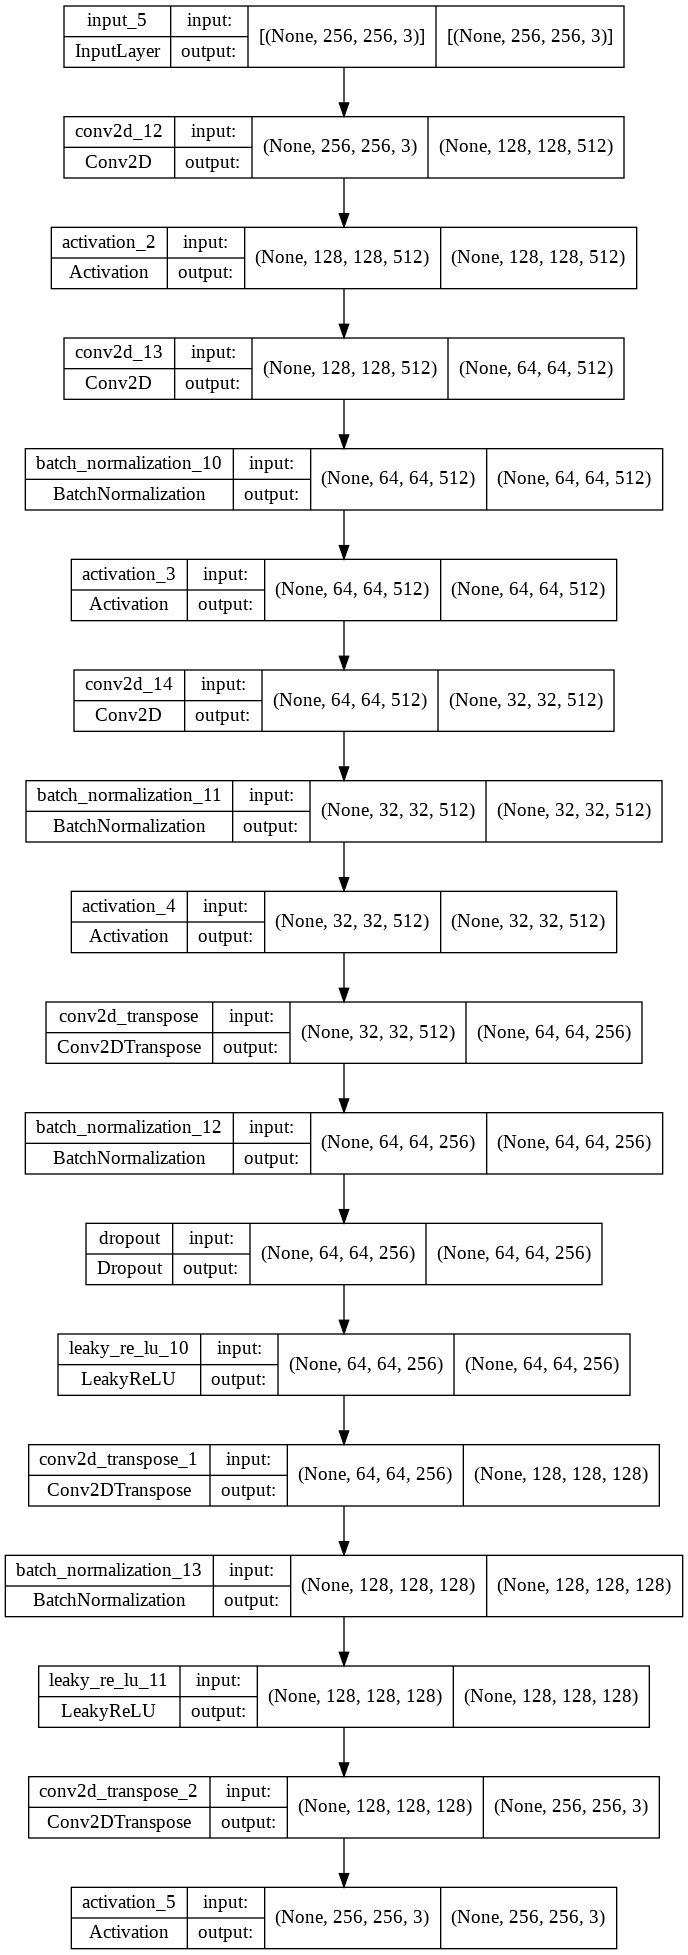 input_5 input: [(None, 256, 256, 3)] [(None, 256, 256, 3)]
InputLayer output:
conv2d_12 input: (None, 256, 256, 3) (None, 128, 128, 512)
Conv2D output:
activation_2 input: (None, 128, 128, 512) (None, 128, 128, 512)
Activation output:
conv2d_13 input: (None, 128, 128, 512) (None, 64, 64, 512)
Conv2D output:
batch_normalization_10 input: (None, 64, 64, 512) (None, 64, 64, 512)
BatchNormalization output:
activation_3 input: (None, 64, 64, 512) (None, 64, 64, 512)
Activation output:
conv2d_14 input: (None, 64, 64, 512) (None, 32, 32, 512)
Conv2D output:
batch_normalization_11 input: (None, 32, 32, 512) (None, 32, 32, 512)
BatchNormalization output:
activation_4 input: (None, 32, 32, 512) (None, 32, 32, 512)
Activation output:
conv2d_transpose input: (None, 32, 32, 512) (None, 64, 64, 256)
Conv2DTranspose output:
batch_normalization_12 input: (None, 64, 64, 256) (None, 64, 64, 256)
BatchNormalization output:
dropout input: (None, 64, 64, 256) (None, 64, 64, 256)
Dropout output:
leaky_re_lu_10 input: (None, 64, 64, 256) (None, 64, 64, 256)
LeakyReLU output:
conv2d_transpose_1 input: (None, 64, 64, 256) (None, 128, 128, 128)
Conv2DTranspose output:
batch_normalization_13 input: (None, 128, 128, 128) (None, 128, 128, 128)
BatchNormalization output:
leaky_re_lu_11 input: (None, 128, 128, 128) (None, 128, 128, 128)
LeakyReLU output:
conv2d_transpose_2 input: (None, 128, 128, 128) (None, 256, 256, 3)
Conv2DTranspose output:
activation_5 input: (None, 256, 256, 3) (None, 256, 256, 3)
Activation output: